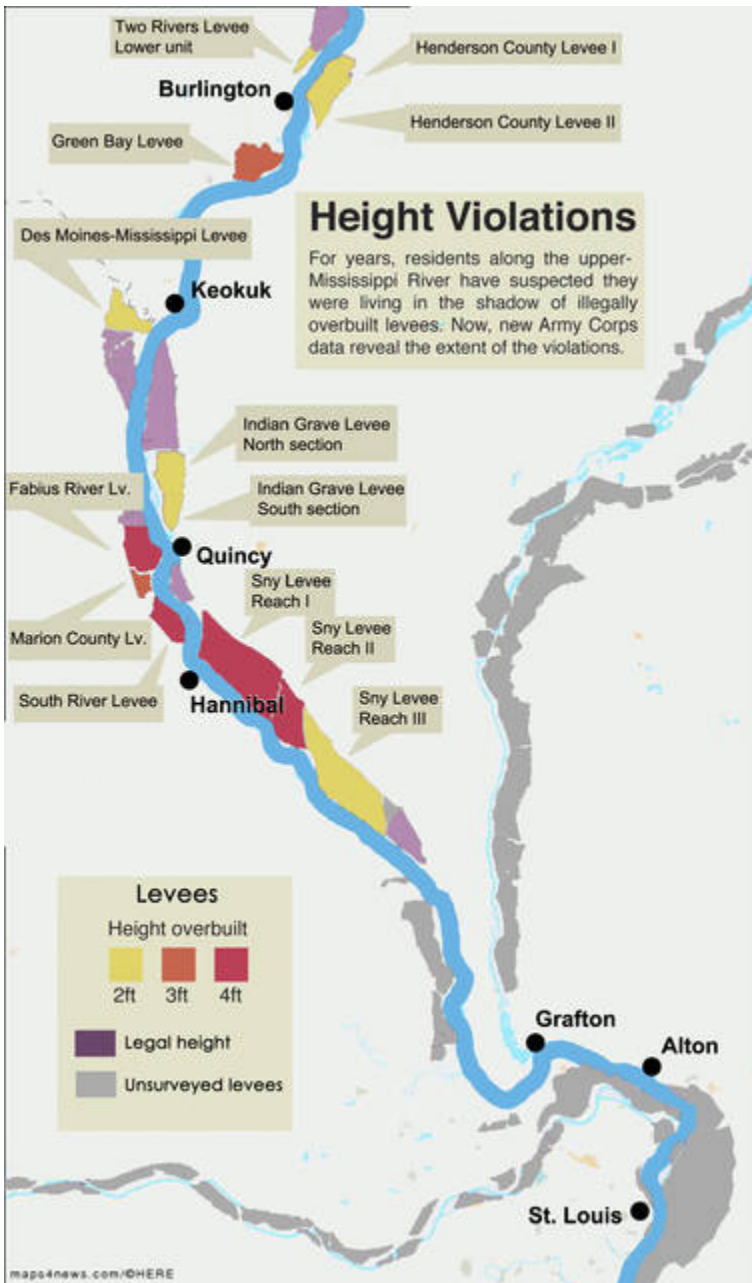 Two Rivers Levee
Lower unit
Henderson County Levee I
Burlington
Henderson County Levee II
Green Bay Levee
Height Violations
For years, residents along the upper-
Mississippi River have suspected they
were living in the shadow of illegally
overbuilt levees. Now, new Army Corps
data reveal the extent of the violations.
Des Moines-Mississippi Levee
Keokuk
Indian Grave Levee
North section
Fabius River Lv.
Indian Grave Levee
South section
Quincy
Sny Levee
Reach I
Marion County Lv.
Sny Levee
Reach II
South River Levee
Hannibal
Sny Levee
Reach III
Levees
Height overbuilt
2ft 3ft 4ft
Legal height
Unsurveyed levees
Grafton
Alton
St. Louis
maps4news.com/©HERE